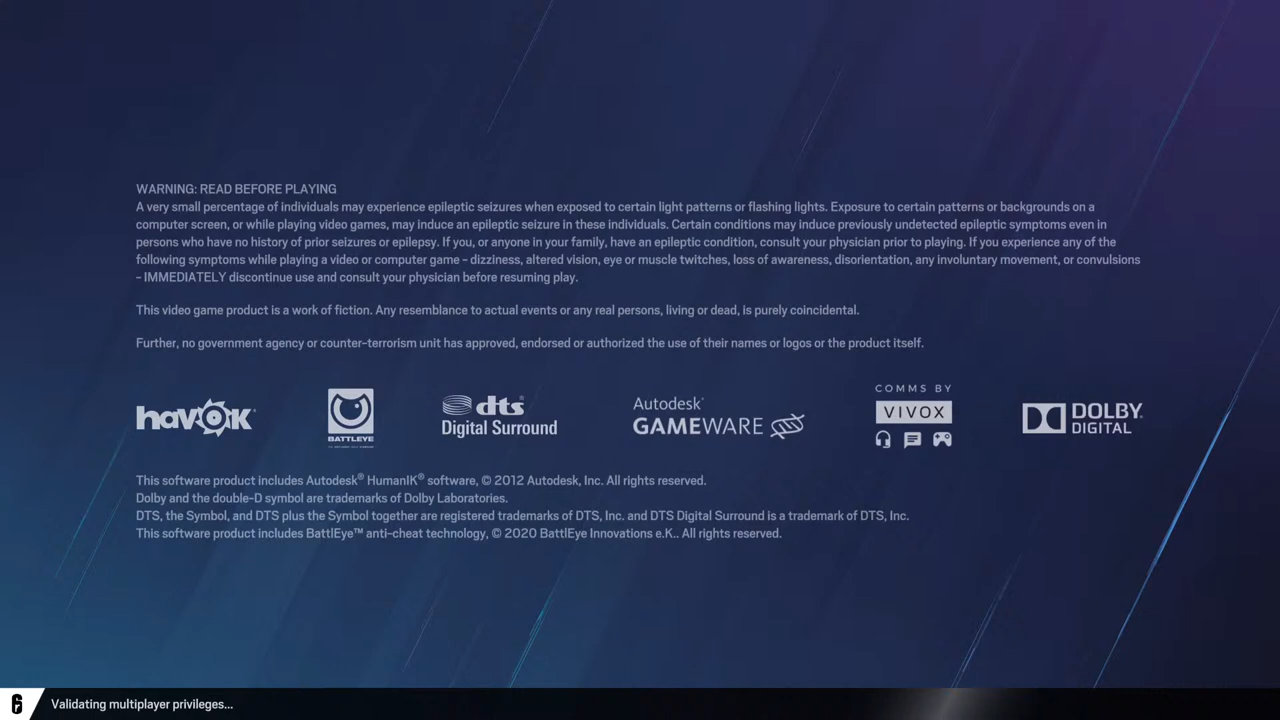 WARNING: READ BEFORE PLAYING
A very small percentage of individuals may experience epileptic seizures when exposed to certain light patterns or flashing lights. Exposure to certain patterns or backgrounds on a
computer screen, or while playing video games, may induce an epileptic seizure in these individuals. Certain conditions may induce previously undetected epileptic symptoms even in
persons who have no history of prior seizures or epilepsy. If you, or anyone in your family, have an epileptic condition, consult your physician prior to playing. If you experience any of the
following symptoms while playing a video or computer game - dizziness, altered vision, eye or muscle twitches, loss of awareness, disorientation, any involuntary movement, or convulsions
- IMMEDIATELY discontinue use and consult your physician before resuming play.
This video game product is a work of fiction. Any resemblance to actual events or any real persons, living or dead, is purely coincidental.
Further, no government agency or counter-terrorism unit has approved, endorsed or authorized the use of their names or logos or the product itself.
havok®
BATTLEYE
dts®
Digital Surround
Autodesk®
GAMEWARE
COMMS BY
VIVOX
DOLBY®
DIGITAL
This software product includes Autodesk® HumanIK® software, © 2012 Autodesk, Inc. All rights reserved.
Dolby and the double-D symbol are trademarks of Dolby Laboratories.
DTS, the Symbol, and DTS plus the Symbol together are registered trademarks of DTS, Inc. and DTS Digital Surround is a trademark of DTS, Inc.
This software product includes BattlEye™ anti-cheat technology, © 2020 BattlEye Innovations e.K.. All rights reserved.
Validating multiplayer privileges...